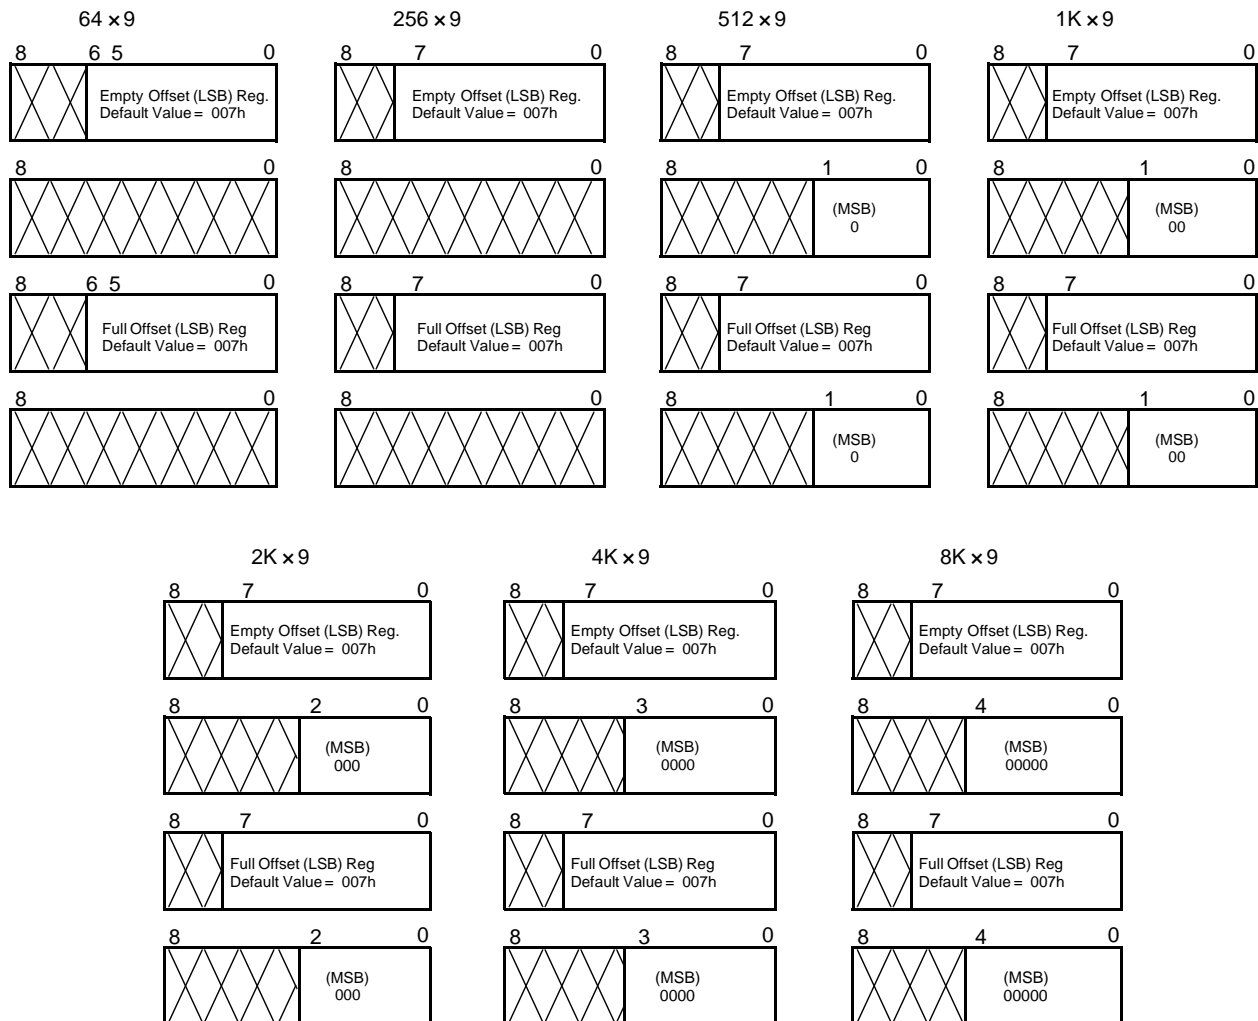 64 × 9
256 × 9
512 × 9
1K × 9
8 6 5 0
8 7 0
8 7 0
8 7 0
Empty Offset (LSB) Reg.
Default Value = 007h
Empty Offset (LSB) Reg.
Default Value = 007h
Empty Offset (LSB) Reg.
Default Value = 007h
Empty Offset (LSB) Reg.
Default Value = 007h
8 0
8 0
8 1 0
8 1 0
(MSB)
0
(MSB)
00
8 6 5 0
8 7 0
8 7 0
8 7 0
Full Offset (LSB) Reg
Default Value = 007h
Full Offset (LSB) Reg
Default Value = 007h
Full Offset (LSB) Reg
Default Value = 007h
Full Offset (LSB) Reg
Default Value = 007h
8 0
8 0
8 1 0
8 1 0
(MSB)
0
(MSB)
00
2K × 9
4K × 9
8K × 9
8 7 0
8 7 0
8 7 0
Empty Offset (LSB) Reg.
Default Value = 007h
Empty Offset (LSB) Reg.
Default Value = 007h
Empty Offset (LSB) Reg.
Default Value = 007h
8 2 0
8 3 0
8 4 0
(MSB)
000
(MSB)
0000
(MSB)
00000
8 7 0
8 7 0
8 7 0
Full Offset (LSB) Reg
Default Value = 007h
Full Offset (LSB) Reg
Default Value = 007h
Full Offset (LSB) Reg
Default Value = 007h
8 2 0
8 3 0
8 4 0
(MSB)
000
(MSB)
0000
(MSB)
00000